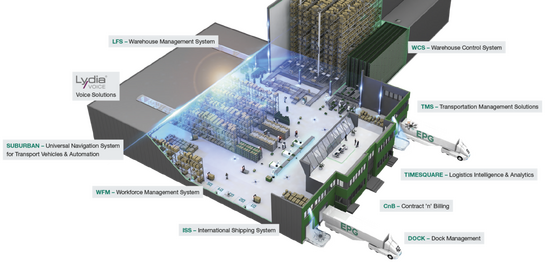 LFS – Warehouse Management System
WCS – Warehouse Control System
Lydia
VOICE
Voice Solutions
TMS – Transportation Management Solutions
EPG
SUBURBAN – Universal Navigation System
for Transport Vehicles & Automation
TIMESQUARE – Logistics Intelligence & Analytics
WFM – Workforce Management System
CnB – Contract 'n' Billing
ISS – International Shipping System
EPG
DOCK – Dock Management